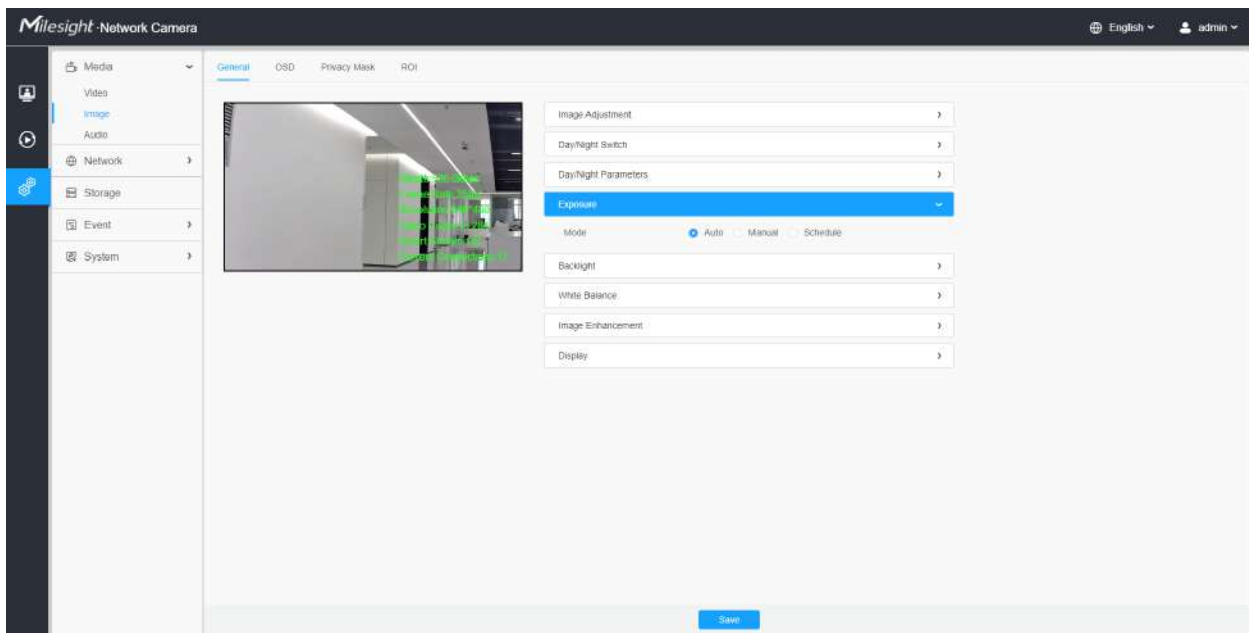 Milesight ·Network Camera
English
admin
Media
Video
Image
Audio
Network
Storage
Event
System
General OSD Privacy Mask ROI
Image Adjustment
Day/Night Switch
Day/Night Parameters
Exposure
Mode Auto Manual Schedule
Backlight
White Balance
Image Enhancement
Display
Save